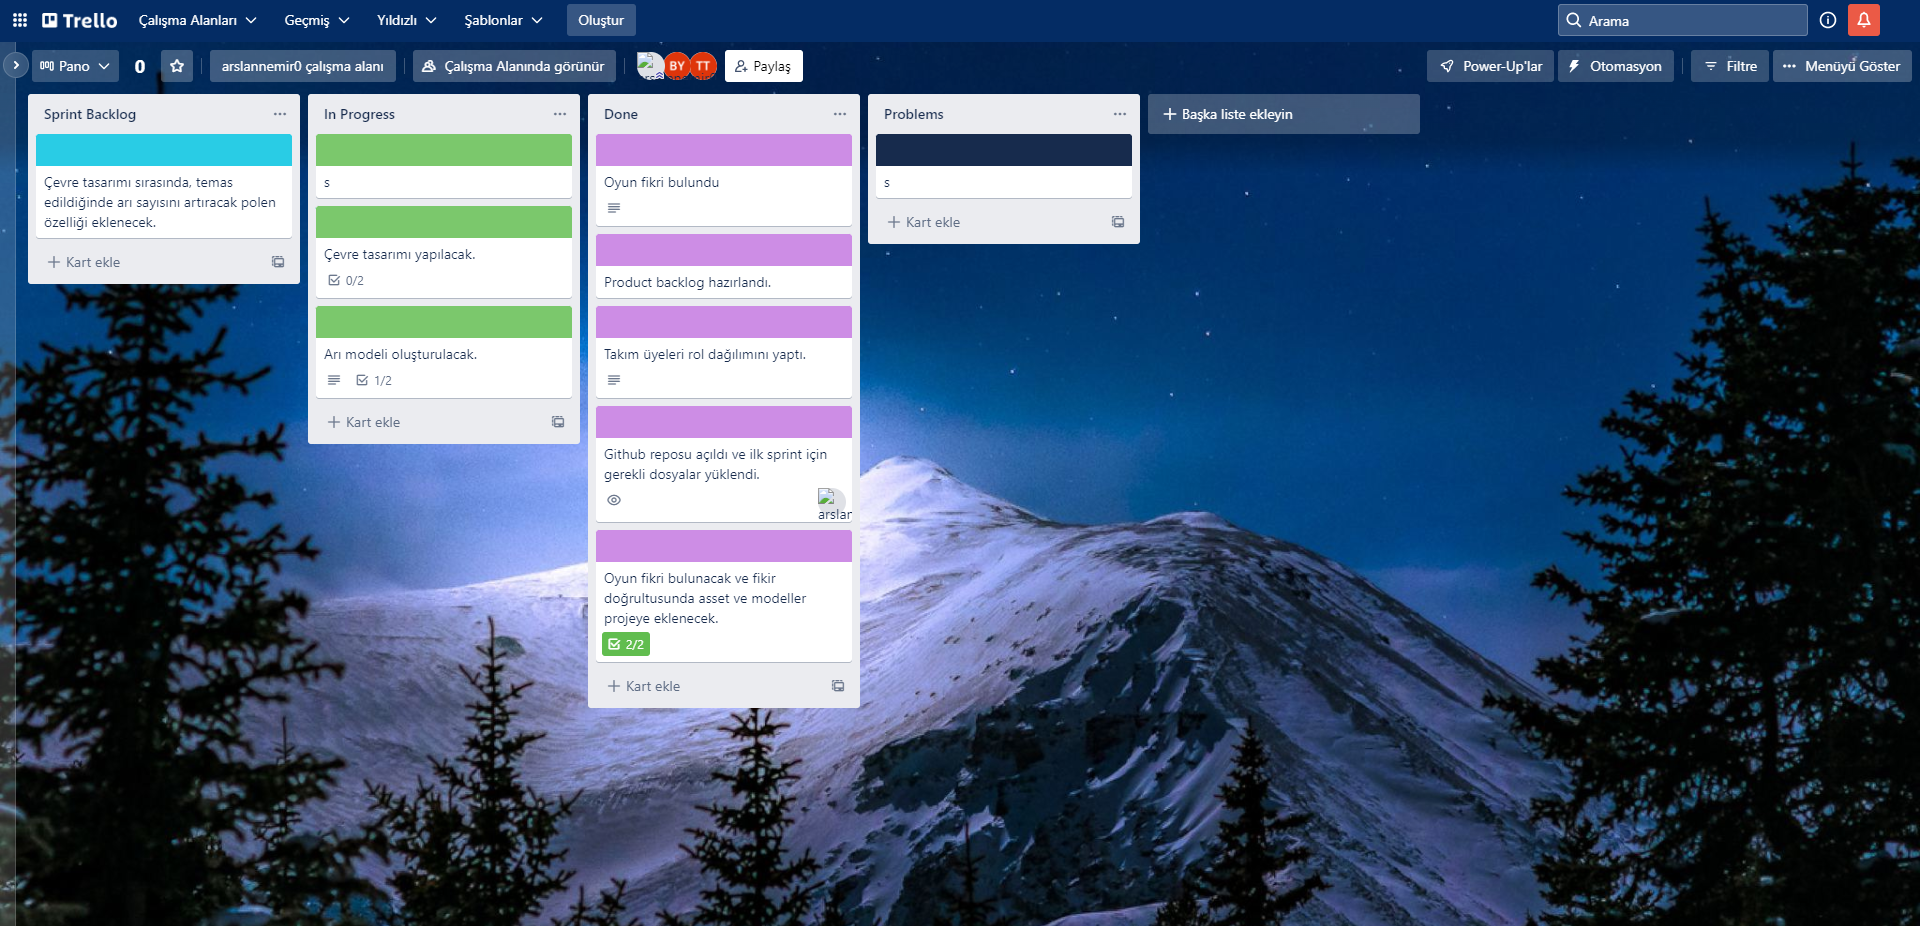 Trello
Çalışma Alanları
Geçmiş
Yıldızlı
Şablonlar
Oluştur
Arama
Pano
0
arslannemir0 çalışma alanı
Çalışma Alanında görünür
BY
TT
Paylaş
Power-Up'lar
Otomasyon
Filtre
Menüyü Göster
Sprint Backlog
Çevre tasarımı sırasında, temas
edildiğinde arı sayısını artıracak polen
özelliği eklenecek.
Kart ekle
In Progress
s
Çevre tasarımı yapılacak.
0/2
Arı modeli oluşturulacak.
1/2
Kart ekle
Done
Oyun fikri bulundu
Product backlog hazırlandı.
Takım üyeleri rol dağılımını yaptı.
Github reposu açıldı ve ilk sprint için
gerekli dosyalar yüklendi.
arslan
Oyun fikri bulunacak ve fikir
doğrultusunda asset ve modeller
projeye eklenecek.
2/2
Kart ekle
Problems
s
Kart ekle
Başka liste ekleyin